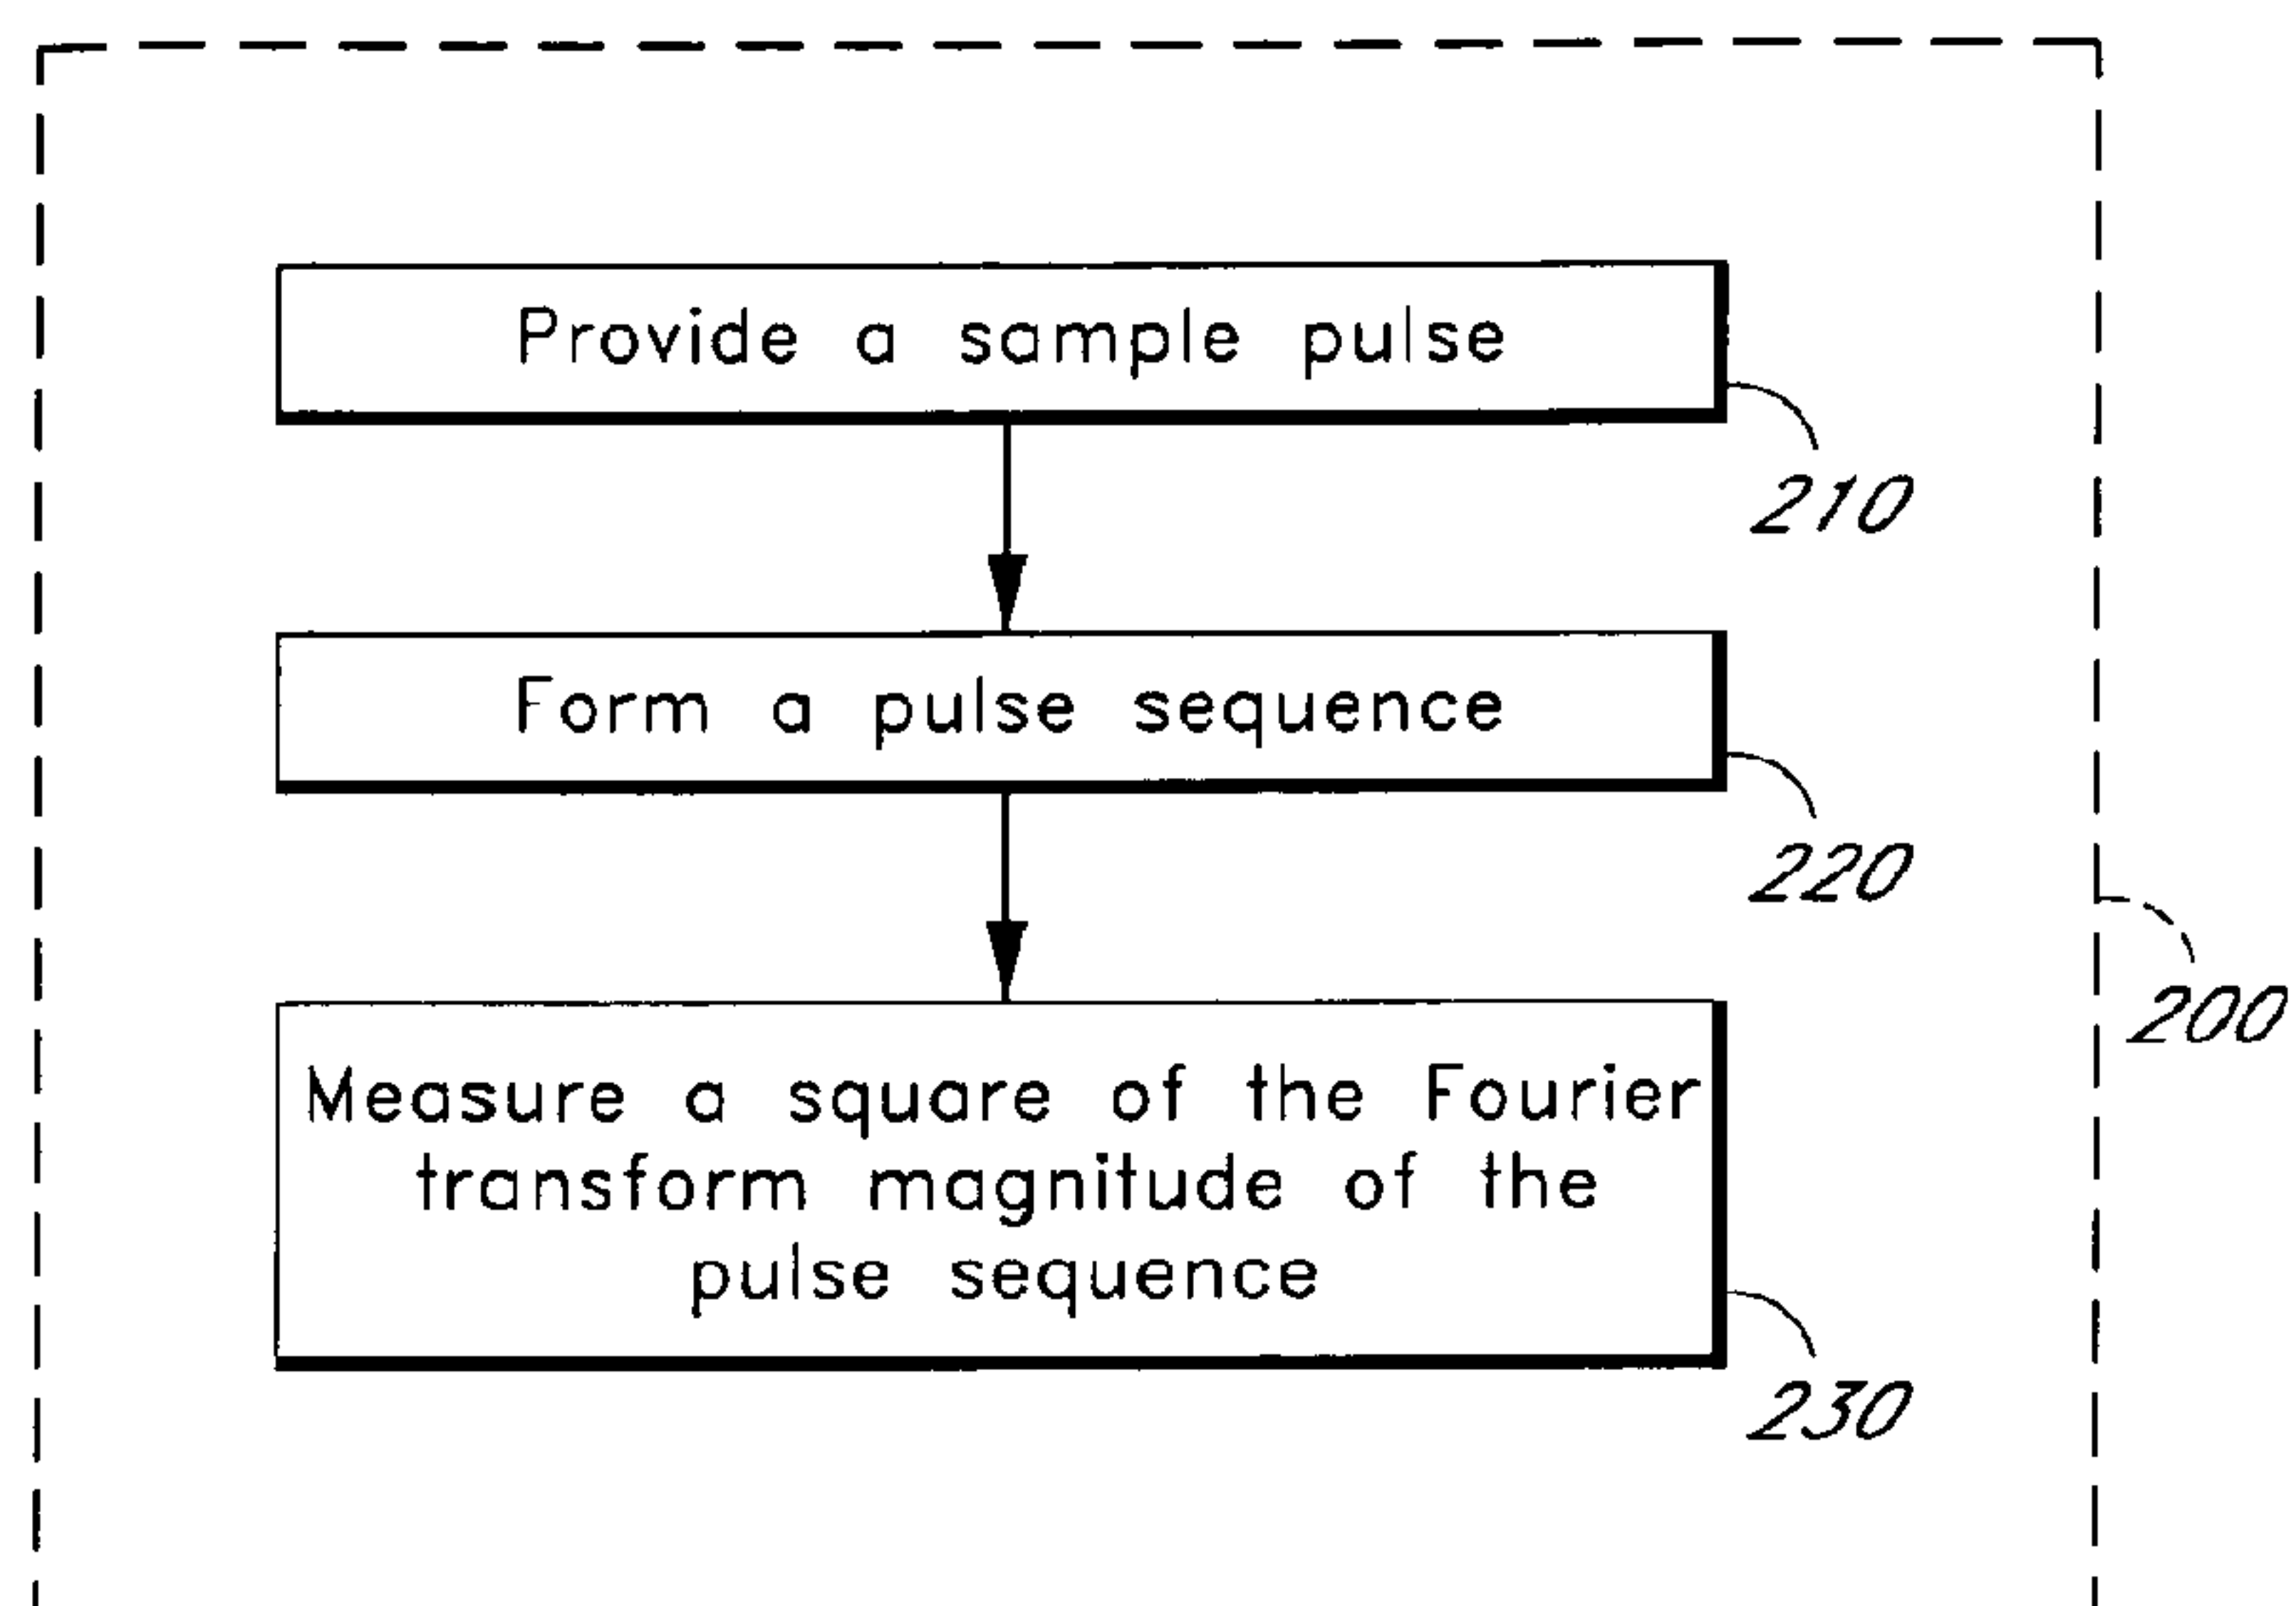 Provide a sample pulse
210
Form a pulse sequence
220
200
Measure a square of the Fourier
transform magnitude of the
pulse sequence
230